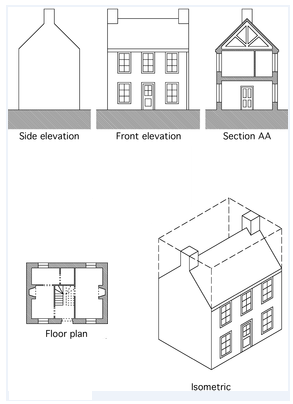 Side elevation
Front elevation
Section AA
Floor plan
Isometric